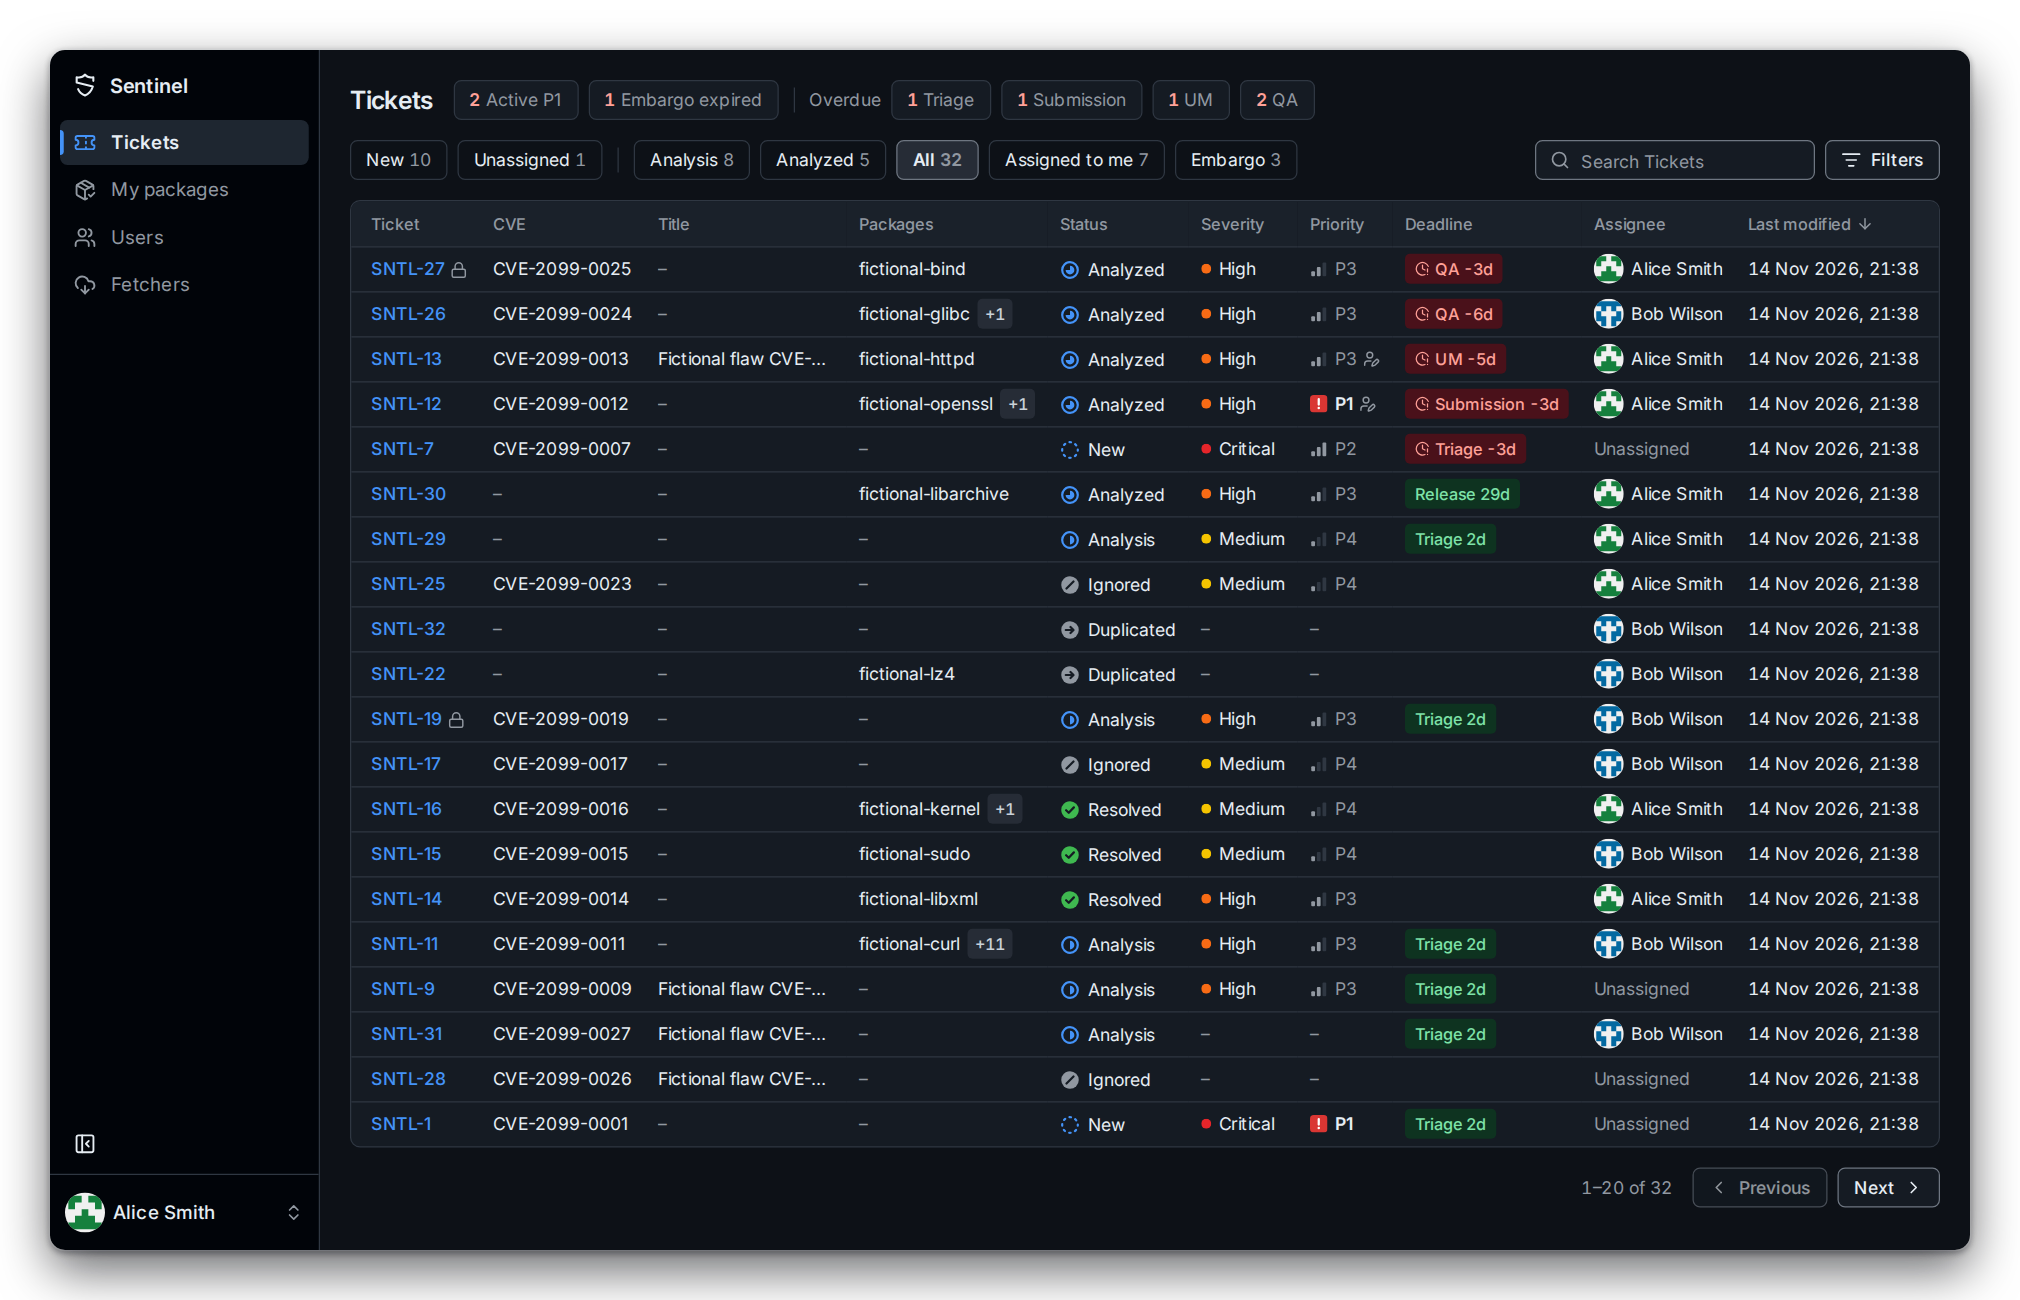 Sentinel
Tickets
My packages
Users
Fetchers
Alice Smith
Tickets 2 Active P1 1 Embargo expired Overdue 1 Triage 1 Submission 1 UM 2 QA
New 10 Unassigned 1 Analysis 8 Analyzed 5 All 32 Assigned to me 7 Embargo 3 Search Tickets Filters
Ticket CVE Title Packages Status Severity Priority Deadline Assignee Last modified
SNTL-27 CVE-2099-0025 – fictional-bind Analyzed High P3 QA -3d Alice Smith 14 Nov 2026, 21:38
SNTL-26 CVE-2099-0024 – fictional-glibc +1 Analyzed High P3 QA -6d Bob Wilson 14 Nov 2026, 21:38
SNTL-13 CVE-2099-0013 Fictional flaw CVE-... fictional-httpd Analyzed High P3 UM -5d Alice Smith 14 Nov 2026, 21:38
SNTL-12 CVE-2099-0012 – fictional-openssl +1 Analyzed High P1 Submission -3d Alice Smith 14 Nov 2026, 21:38
SNTL-7 CVE-2099-0007 – – New Critical P2 Triage -3d Unassigned 14 Nov 2026, 21:38
SNTL-30 – – fictional-libarchive Analyzed High P3 Release 29d Alice Smith 14 Nov 2026, 21:38
SNTL-29 – – – Analysis Medium P4 Triage 2d Alice Smith 14 Nov 2026, 21:38
SNTL-25 CVE-2099-0023 – – Ignored Medium P4 Alice Smith 14 Nov 2026, 21:38
SNTL-32 – – – Duplicated – – Bob Wilson 14 Nov 2026, 21:38
SNTL-22 – – fictional-lz4 Duplicated – – Bob Wilson 14 Nov 2026, 21:38
SNTL-19 CVE-2099-0019 – – Analysis High P3 Triage 2d Bob Wilson 14 Nov 2026, 21:38
SNTL-17 CVE-2099-0017 – – Ignored Medium P4 Bob Wilson 14 Nov 2026, 21:38
SNTL-16 CVE-2099-0016 – fictional-kernel +1 Resolved Medium P4 Alice Smith 14 Nov 2026, 21:38
SNTL-15 CVE-2099-0015 – fictional-sudo Resolved Medium P4 Bob Wilson 14 Nov 2026, 21:38
SNTL-14 CVE-2099-0014 – fictional-libxml Resolved High P3 Alice Smith 14 Nov 2026, 21:38
SNTL-11 CVE-2099-0011 – fictional-curl +11 Analysis High P3 Triage 2d Bob Wilson 14 Nov 2026, 21:38
SNTL-9 CVE-2099-0009 Fictional flaw CVE-... – Analysis High P3 Triage 2d Unassigned 14 Nov 2026, 21:38
SNTL-31 CVE-2099-0027 Fictional flaw CVE-... – Analysis – – Triage 2d Bob Wilson 14 Nov 2026, 21:38
SNTL-28 CVE-2099-0026 Fictional flaw CVE-... – Ignored – – Unassigned 14 Nov 2026, 21:38
SNTL-1 CVE-2099-0001 – – New Critical P1 Triage 2d Unassigned 14 Nov 2026, 21:38
1–20 of 32 Previous Next